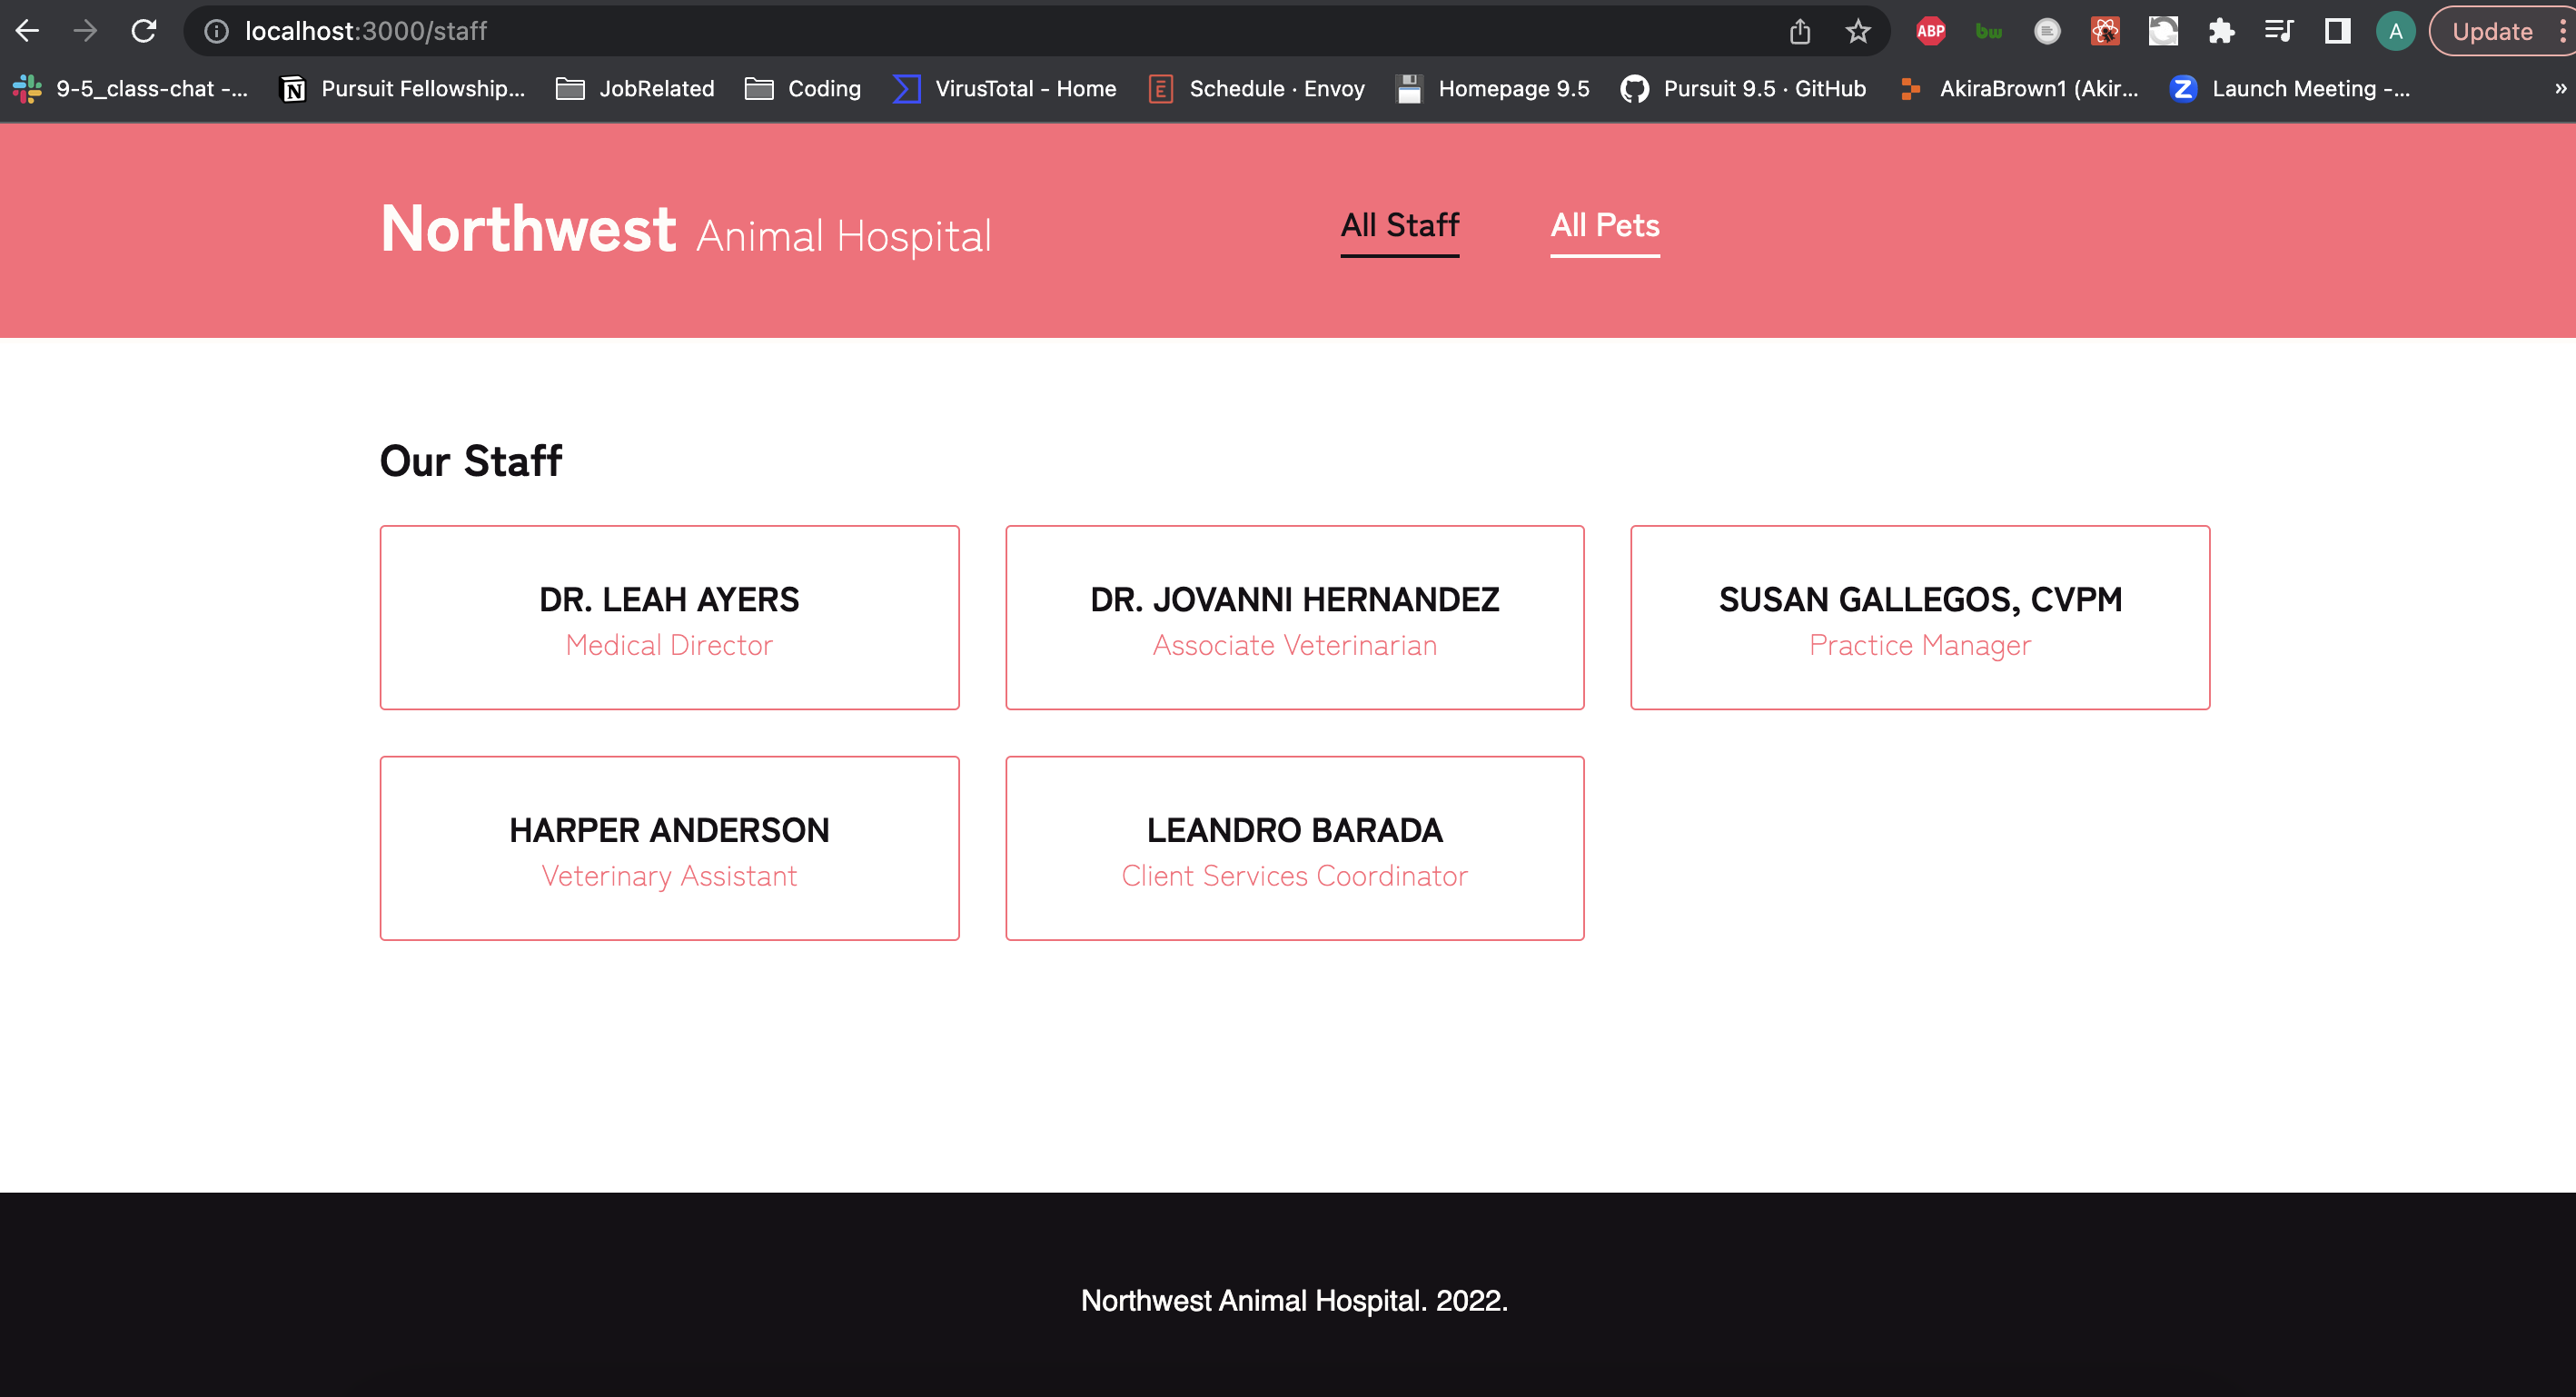 localhost:3000/staff
ABP
bw
A
Update
9-5_class-chat -...
Pursuit Fellowship...
JobRelated
Coding
VirusTotal - Home
Schedule · Envoy
Homepage 9.5
Pursuit 9.5 · GitHub
AkiraBrown1 (Akir...
Launch Meeting -...
»
Northwest Animal Hospital
All Staff
All Pets
Our Staff
DR. LEAH AYERS
Medical Director
DR. JOVANNI HERNANDEZ
Associate Veterinarian
SUSAN GALLEGOS, CVPM
Practice Manager
HARPER ANDERSON
Veterinary Assistant
LEANDRO BARADA
Client Services Coordinator
Northwest Animal Hospital. 2022.